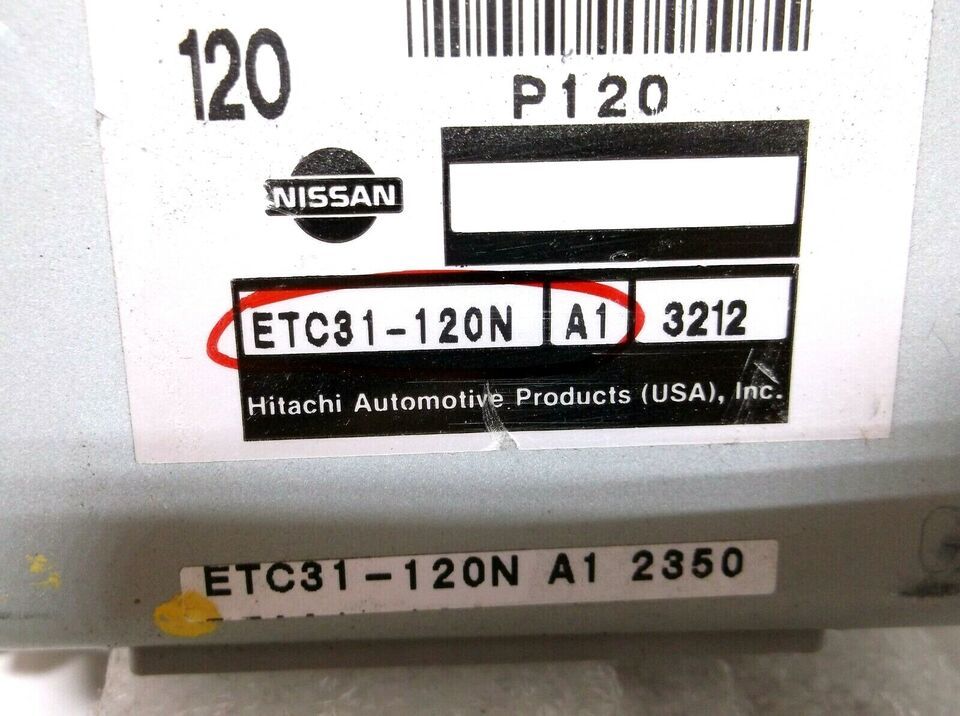 120
P120
NISSAN
ETC31-120N A1 3212
Hitachi Automotive Products (USA), Inc.
ETC31-120N A1 2350